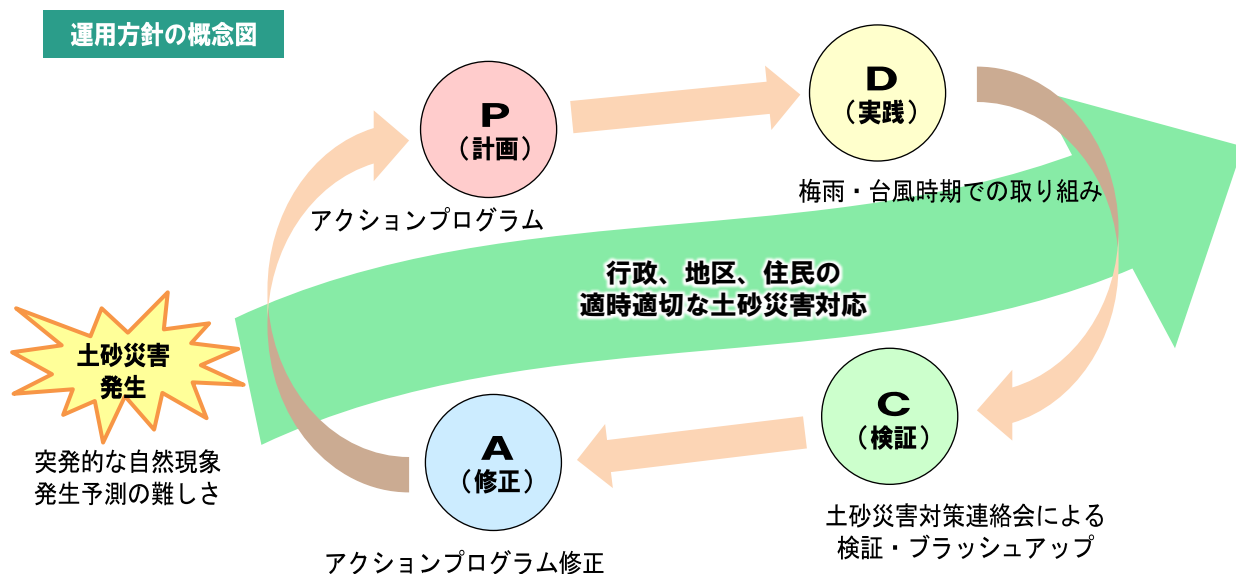 運用方針の概念図
P
（計画）
アクションプログラム
D
（実践）
梅雨・台風時期での取り組み
行政、地区、住民の
適時適切な土砂災害対応
土砂災害
発生
突発的な自然現象
発生予測の難しさ
C
（検証）
土砂災害対策連絡会による
検証・ブラッシュアップ
A
（修正）
アクションプログラム修正